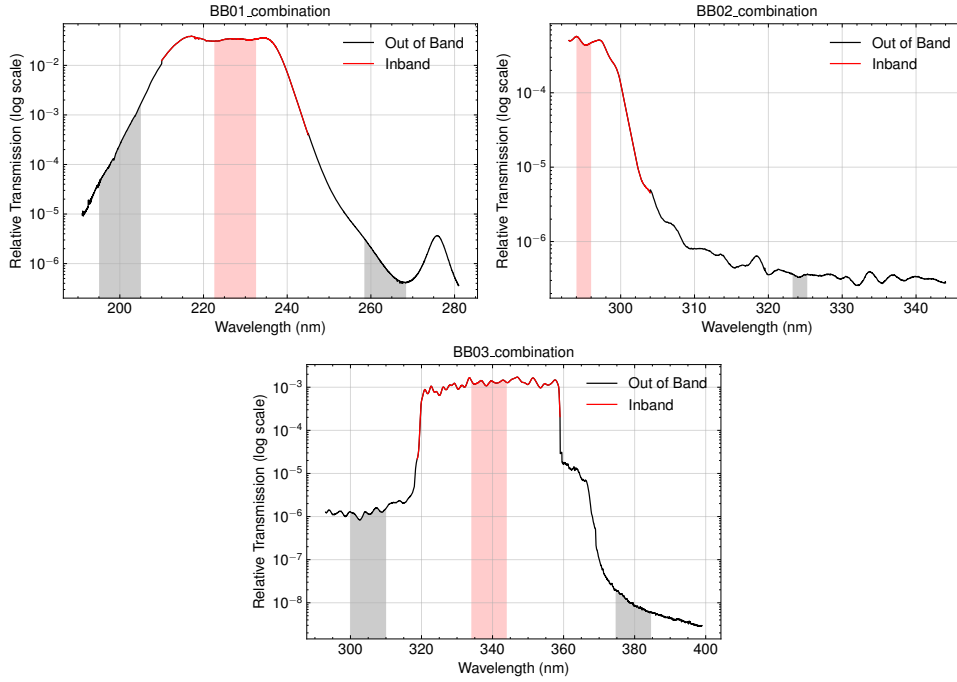 BB01_combination
Relative Transmission (log scale)
10⁻²
10⁻³
10⁻⁴
10⁻⁵
10⁻⁶
Out of Band
Inband
200 220 240 260 280
Wavelength (nm)
BB02_combination
Relative Transmission (log scale)
10⁻⁴
10⁻⁵
10⁻⁶
Out of Band
Inband
300 310 320 330 340
Wavelength (nm)
BB03_combination
Relative Transmission (log scale)
10⁻³
10⁻⁴
10⁻⁵
10⁻⁶
10⁻⁷
10⁻⁸
Out of Band
Inband
300 320 340 360 380 400
Wavelength (nm)